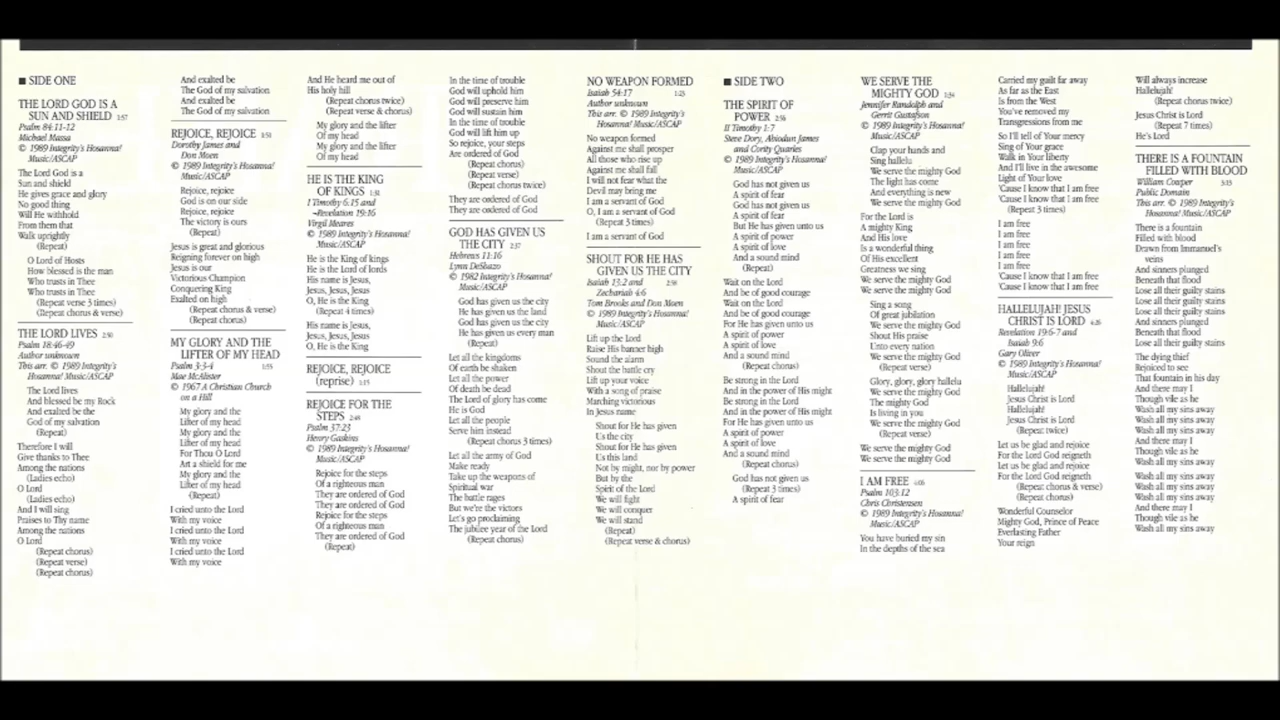 ■ SIDE ONE
THE LORD GOD IS A
SUN AND SHIELD 1:57
Psalm 84:11-12
Michael Massa
© 1989 Integrity's Hosanna!
Music/ASCAP
The Lord God is a
Sun and shield
He gives grace and glory
No good thing
Will He withhold
From them that
Walk uprightly
(Repeat)
O Lord of Hosts
How blessed is the man
Who trusts in Thee
Who trusts in Thee
(Repeat verse 3 times)
(Repeat chorus & verse)
THE LORD LIVES 2:50
Psalm 18:46-49
Author unknown
This arr. © 1989 Integrity's
Hosanna! Music/ASCAP
The Lord lives
And blessed be my Rock
And exalted be the
God of my salvation
(Repeat)
Therefore I will
Give thanks to Thee
Among the nations
(Ladies echo)
O Lord
(Ladies echo)
And I will sing
Praises to Thy name
Among the nations
O Lord
(Repeat chorus)
(Repeat verse)
(Repeat chorus)
And exalted be
The God of my salvation
And exalted be
The God of my salvation
REJOICE, REJOICE
Dorothy James and
Don Moen
© 1989 Integrity's Hosanna!
Music/ASCAP
Rejoice, rejoice
God is on our side
Rejoice, rejoice
The victory is ours
(Repeat)
Jesus is great and glorious
Reigning forever on high
Jesus is our
Victorious Champion
Conquering King
Exalted on high
(Repeat chorus & verse)
(Repeat chorus)
MY GLORY AND THE
LIFTER OF MY HEAD
Psalm 3:3-4
Mae McAlister
© 1967 A Christian Church
on a Hill
My glory and the
Lifter of my head
My glory and the
Lifter of my head
For Thou O Lord
Art a shield for me
My glory and the
Lifter of my head
(Repeat)
I cried unto the Lord
With my voice
I cried unto the Lord
With my voice
I cried unto the Lord
With my voice
And He heard me out of
His holy hill
(Repeat chorus twice)
(Repeat verse & chorus)
My glory and the lifter
Of my head
My glory and the lifter
Of my head
HE IS THE KING
OF KINGS
I Timothy 6:15 and
Revelation 19:16
Virgil Meares
© 1989 Integrity's Hosanna!
Music/ASCAP
He is the King of kings
He is the Lord of lords
His name is Jesus,
Jesus, Jesus, Jesus
O, He is the King
(Repeat 4 times)
His name is Jesus,
Jesus, Jesus, Jesus
O, He is the King
REJOICE, REJOICE
(reprise) 1:15
REJOICE FOR THE
STEPS 2:48
Psalm 37:23
Henry Gaskins
© 1989 Integrity's Hosanna!
Music/ASCAP
Rejoice for the steps
Of a righteous man
They are ordered of God
They are ordered of God
Rejoice for the steps
Of a righteous man
They are ordered of God
(Repeat)
In the time of trouble
God will uphold him
God will preserve him
God will sustain him
In the time of trouble
God will lift him up
So rejoice, your steps
Are ordered of God
(Repeat chorus)
(Repeat verse)
(Repeat chorus twice)
They are ordered of God
They are ordered of God
GOD HAS GIVEN US
THE CITY 2:37
Hebrews 11:16
Lynn DeShazo
© 1982 Integrity's Hosanna!
Music/ASCAP
God has given us the city
He has given us the land
God has given us the city
He has given us every man
(Repeat)
Let all the kingdoms
Of earth be shaken
Let all the power
Of death be dead
The Lord of glory has come
He is God
Let all the people
Serve him instead
(Repeat chorus 3 times)
Let all the army of God
Make ready
Take up the weapons of
Spiritual war
The battle rages
But we're the victors
Let's go proclaiming
The jubilee year of the Lord
(Repeat chorus)
NO WEAPON FORMED
Isaiah 54:17 1:25
Author unknown
This arr. © 1989 Integrity's
Hosanna! Music/ASCAP
No weapon formed
Against me shall prosper
All those who rise up
Against me shall fall
I will not fear what the
Devil may bring me
I am a servant of God
O, I am a servant of God
(Repeat 3 times)
I am a servant of God
SHOUT FOR HE HAS
GIVEN US THE CITY
Isaiah 13:2 and
Zechariah 4:6
Tom Brooks and Don Moen
© 1989 Integrity's Hosanna!
Music/ASCAP
Lift up the Lord
Raise His banner high
Sound the alarm
Shout the battle cry
Lift up your voice
With a song of praise
Marching victorious
In Jesus name
Shout for He has given
Us the city
Shout for He has given
Us this land
Not by might, nor by power
But by the
Spirit of the Lord
We will fight
We will conquer
We will stand
(Repeat)
(Repeat verse & chorus)
■ SIDE TWO
THE SPIRIT OF
POWER 2:56
II Timothy 1:7
Steve Dory, Abiodun James
and Cority Quarles
© 1989 Integrity's Hosanna!
Music/ASCAP
God has not given us
A spirit of fear
God has not given us
A spirit of fear
But He has given unto us
A spirit of power
A spirit of love
And a sound mind
(Repeat)
Wait on the Lord
And be of good courage
Wait on the Lord
And be of good courage
For He has given unto us
A spirit of power
A spirit of love
And a sound mind
(Repeat chorus)
Be strong in the Lord
And in the power of His might
Be strong in the Lord
And in the power of His might
For He has given unto us
A spirit of power
A spirit of love
And a sound mind
(Repeat chorus)
God has not given us
(Repeat 3 times)
A spirit of fear
WE SERVE THE
MIGHTY GOD
Jennifer Randolph and
Gerrit Gustafson
© 1989 Integrity's Hosanna!
Music/ASCAP
Clap your hands and
Sing hallelu
We serve the mighty God
The light has come
And everything is new
We serve the mighty God
For the Lord is
A mighty King
And His love
Is a wonderful thing
Of His excellent
Greatness we sing
We serve the mighty God
We serve the mighty God
Sing a song
Of great jubilation
We serve the mighty God
Shout His praise
Unto every nation
We serve the mighty God
(Repeat verse)
Glory, glory, glory hallelu
We serve the mighty God
The mighty God
Is living in you
We serve the mighty God
(Repeat verse)
We serve the mighty God
We serve the mighty God
I AM FREE 4:06
Psalm 103:12
Chris Christensen
© 1989 Integrity's Hosanna!
Music/ASCAP
You have buried my sin
In the depths of the sea
Carried my guilt far away
As far as the East
Is from the West
You've removed my
Transgressions from me
So I'll tell of Your mercy
Sing of Your grace
Walk in Your liberty
And I'll live in the awesome
Light of Your love
'Cause I know that I am free
'Cause I know that I am free
(Repeat 3 times)
I am free
I am free
I am free
I am free
I am free
'Cause I know that I am free
'Cause I know that I am free
HALLELUJAH! JESUS
CHRIST IS LORD 4:26
Revelation 19:6-7 and
Isaiah 9:6
Gary Oliver
© 1989 Integrity's Hosanna!
Music/ASCAP
Hallelujah!
Jesus Christ is Lord
Hallelujah!
Jesus Christ is Lord
(Repeat twice)
Let us be glad and rejoice
For the Lord God reigneth
Let us be glad and rejoice
For the Lord God reigneth
(Repeat chorus & verse)
(Repeat chorus)
Wonderful Counselor
Mighty God, Prince of Peace
Everlasting Father
Your reign
Will always increase
Hallelujah!
(Repeat chorus twice)
Jesus Christ is Lord
(Repeat 7 times)
He's Lord
THERE IS A FOUNTAIN
FILLED WITH BLOOD
William Cowper
Public Domain
This arr. © 1989 Integrity's
Hosanna! Music/ASCAP
There is a fountain
Filled with blood
Drawn from Immanuel's
veins
And sinners plunged
Beneath that flood
Lose all their guilty stains
Lose all their guilty stains
Lose all their guilty stains
And sinners plunged
Beneath that flood
Lose all their guilty stains
The dying thief
Rejoiced to see
That fountain in his day
And there may I
Though vile as he
Wash all my sins away
Wash all my sins away
Wash all my sins away
And there may I
Though vile as he
Wash all my sins away
Wash all my sins away
Wash all my sins away
Wash all my sins away
And there may I
Though vile as he
Wash all my sins away